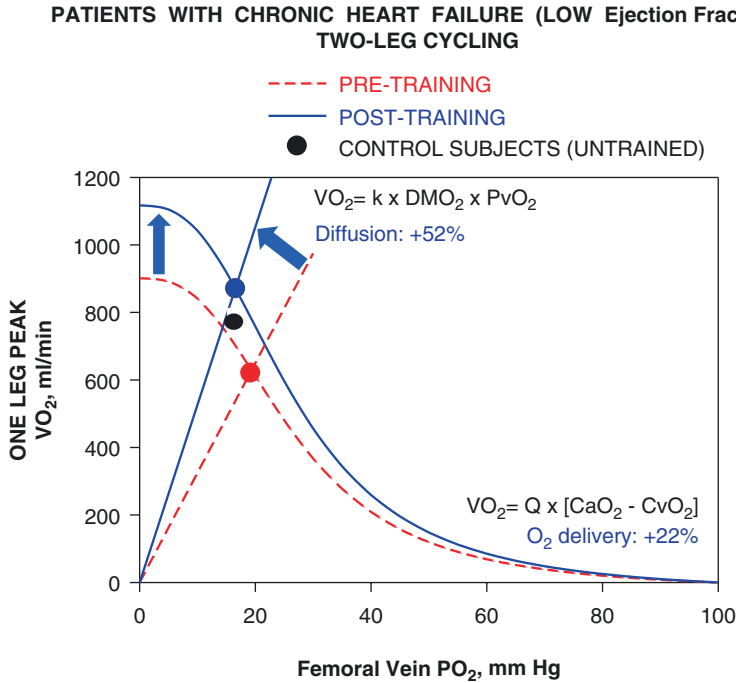 PATIENTS WITH CHRONIC HEART FAILURE (LOW Ejection Frac
TWO-LEG CYCLING
PRE-TRAINING
POST-TRAINING
CONTROL SUBJECTS (UNTRAINED)
VO₂= k x DMO₂ x PvO₂
Diffusion: +52%
VO₂= Q x [CaO₂ - CvO₂]
O₂ delivery: +22%
ONE LEG PEAK
VO₂, ml/min
1200
1000
800
600
400
200
0
0 20 40 60 80 100
Femoral Vein PO₂, mm Hg